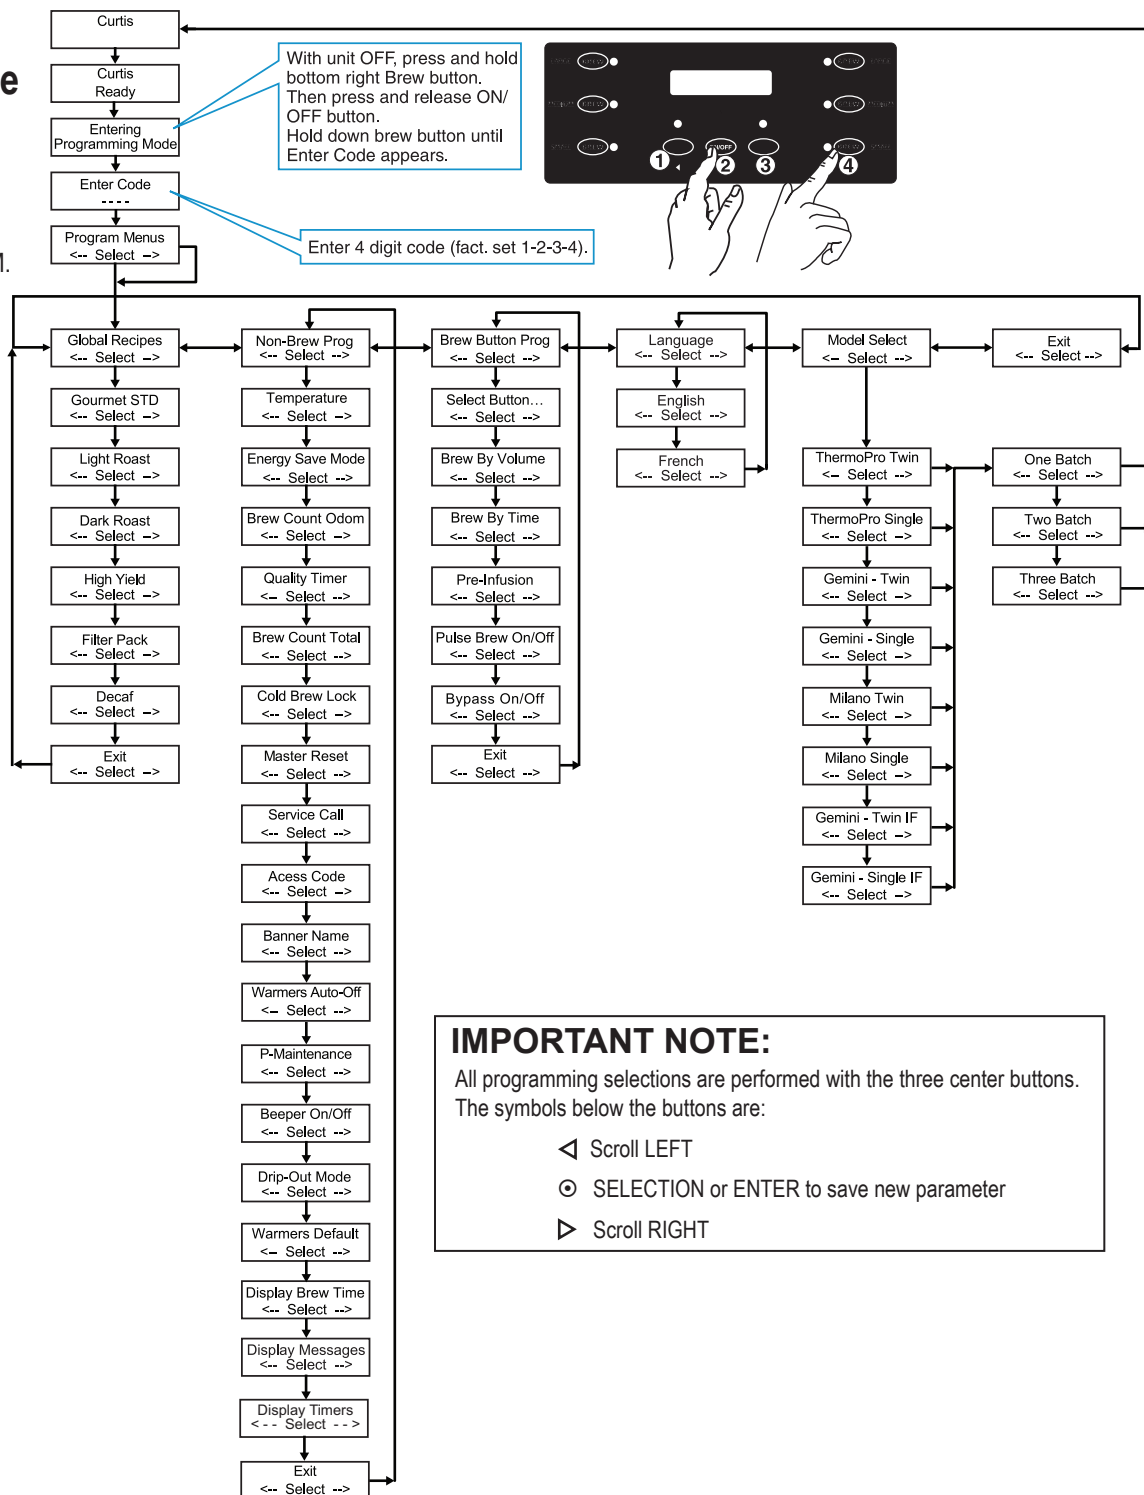 Curtis
e
Curtis
Ready
Entering
Programming Mode
Enter Code
- - - -
Program Menus
<-- Select -->
M.
With unit OFF, press and hold
bottom right Brew button.
Then press and release ON/
OFF button.
Hold down brew button until
Enter Code appears.
Enter 4 digit code (fact. set 1-2-3-4).
BREW
BREW
BREW
BREW
BREW
BREW
ON/OFF
1
2
3
4
Global Recipes
<-- Select -->
Gourmet STD
<-- Select -->
Light Roast
<-- Select -->
Dark Roast
<-- Select -->
High Yield
<-- Select -->
Filter Pack
<-- Select -->
Decaf
<-- Select -->
Exit
<-- Select -->
Non-Brew Prog
<-- Select -->
Temperature
<-- Select -->
Energy Save Mode
<-- Select -->
Brew Count Odom
<-- Select -->
Quality Timer
<-- Select -->
Brew Count Total
<-- Select -->
Cold Brew Lock
<-- Select -->
Master Reset
<-- Select -->
Service Call
<-- Select -->
Acess Code
<-- Select -->
Banner Name
<-- Select -->
Warmers Auto-Off
<-- Select -->
P-Maintenance
<-- Select -->
Beeper On/Off
<-- Select -->
Drip-Out Mode
<-- Select -->
Warmers Default
<-- Select -->
Display Brew Time
<-- Select -->
Display Messages
<-- Select -->
Display Timers
< - - Select - - >
Exit
<-- Select -->
Brew Button Prog
<-- Select -->
Select Button...
<-- Select -->
Brew By Volume
<-- Select -->
Brew By Time
<-- Select -->
Pre-Infusion
<-- Select -->
Pulse Brew On/Off
<-- Select -->
Bypass On/Off
<-- Select -->
Exit
<-- Select -->
Language
<-- Select -->
English
<-- Select -->
French
<-- Select -->
Model Select
<-- Select -->
ThermoPro Twin
<-- Select -->
ThermoPro Single
<-- Select -->
Gemini - Twin
<-- Select -->
Gemini - Single
<-- Select -->
Milano Twin
<-- Select -->
Milano Single
<-- Select -->
Gemini - Twin IF
<-- Select -->
Gemini - Single IF
<-- Select -->
Exit
<-- Select -->
One Batch
<-- Select -->
Two Batch
<-- Select -->
Three Batch
<-- Select -->
IMPORTANT NOTE:
All programming selections are performed with the three center buttons.
The symbols below the buttons are:
Scroll LEFT
SELECTION or ENTER to save new parameter
Scroll RIGHT